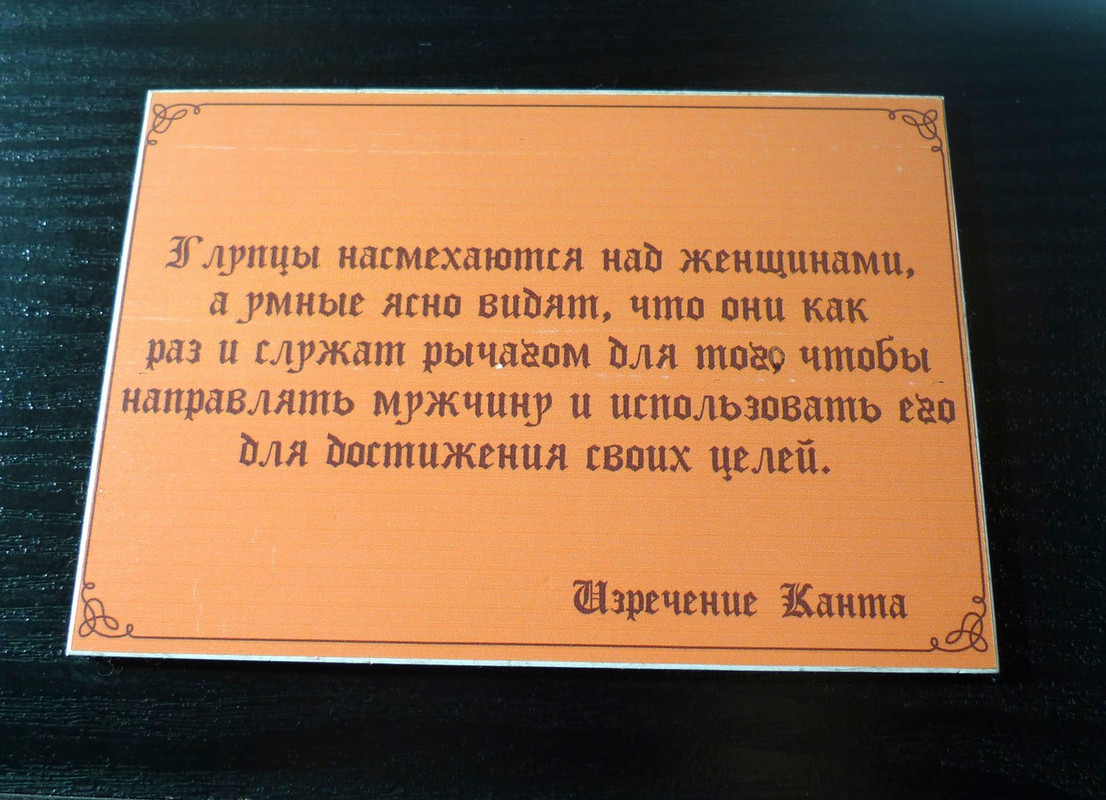 Глупцы насмехаются над женщинами,
а умные ясно видят, что они как
раз и служат рычагом для того, чтобы
направлять мужчину и использовать его
для достижения своих целей.
Изречение Канта